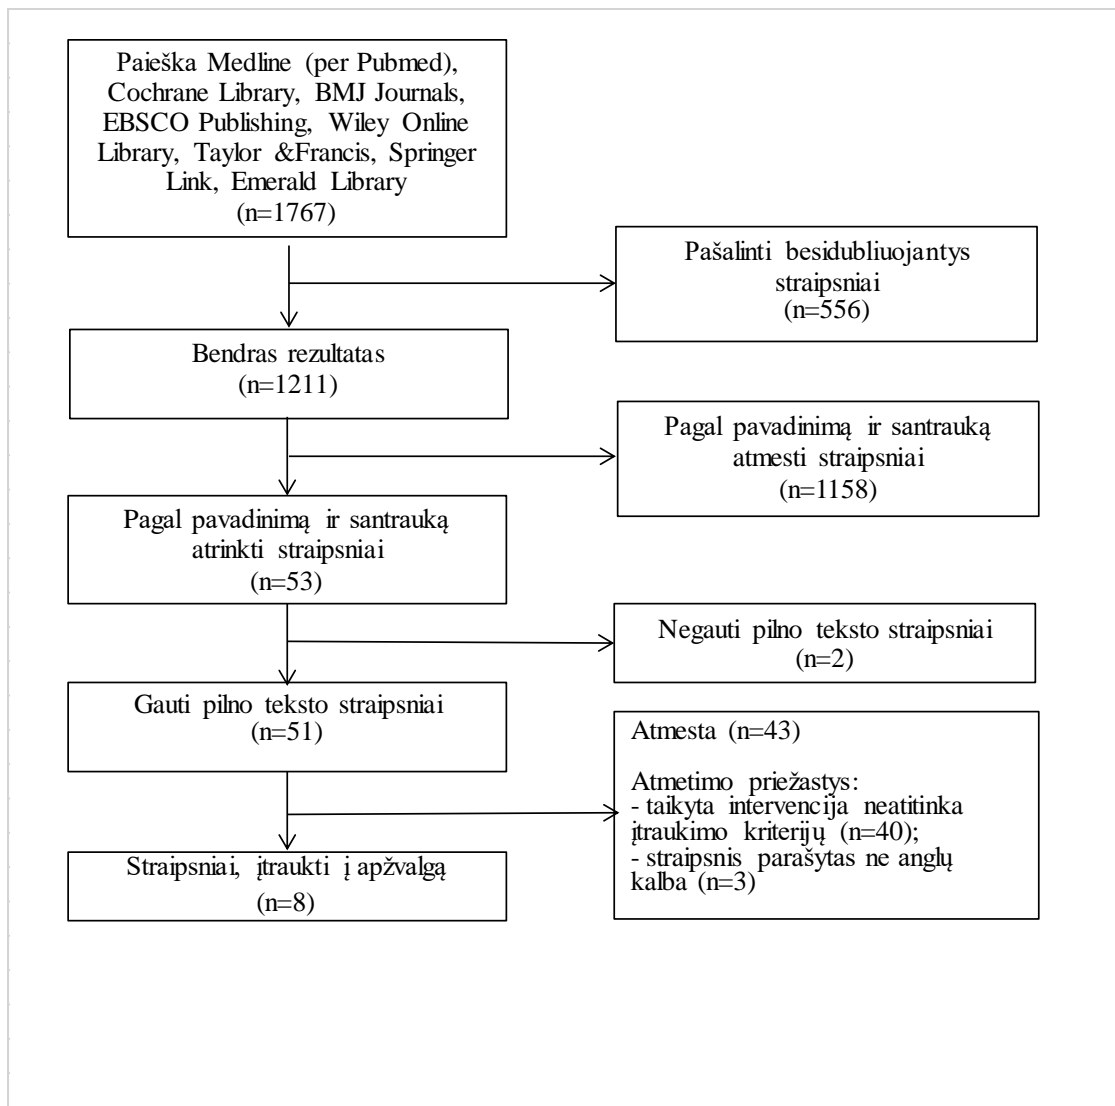 Paieška Medline (per Pubmed),
Cochrane Library, BMJ Journals,
EBSCO Publishing, Wiley Online
Library, Taylor &Francis, Springer
Link, Emerald Library
(n=1767)
Pašalinti besidubliuojantys
straipsniai
(n=556)
Bendras rezultatas
(n=1211)
Pagal pavadinimą ir santrauką
atmesti straipsniai
(n=1158)
Pagal pavadinimą ir santrauką
atrinkti straipsniai
(n=53)
Negauti pilno teksto straipsniai
(n=2)
Gauti pilno teksto straipsniai
(n=51)
Atmesta (n=43)
Atmetimo priežastys:
- taikyta intervencija neatitinka
įtraukimo kriterijų (n=40);
- straipsnis parašytas ne anglų
kalba (n=3)
Straipsniai, įtraukti į apžvalgą
(n=8)